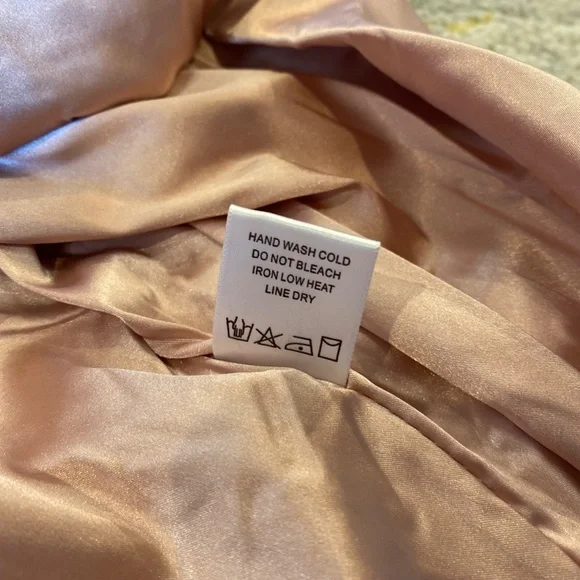 HAND WASH COLD
DO NOT BLEACH
IRON LOW HEAT
LINE DRY